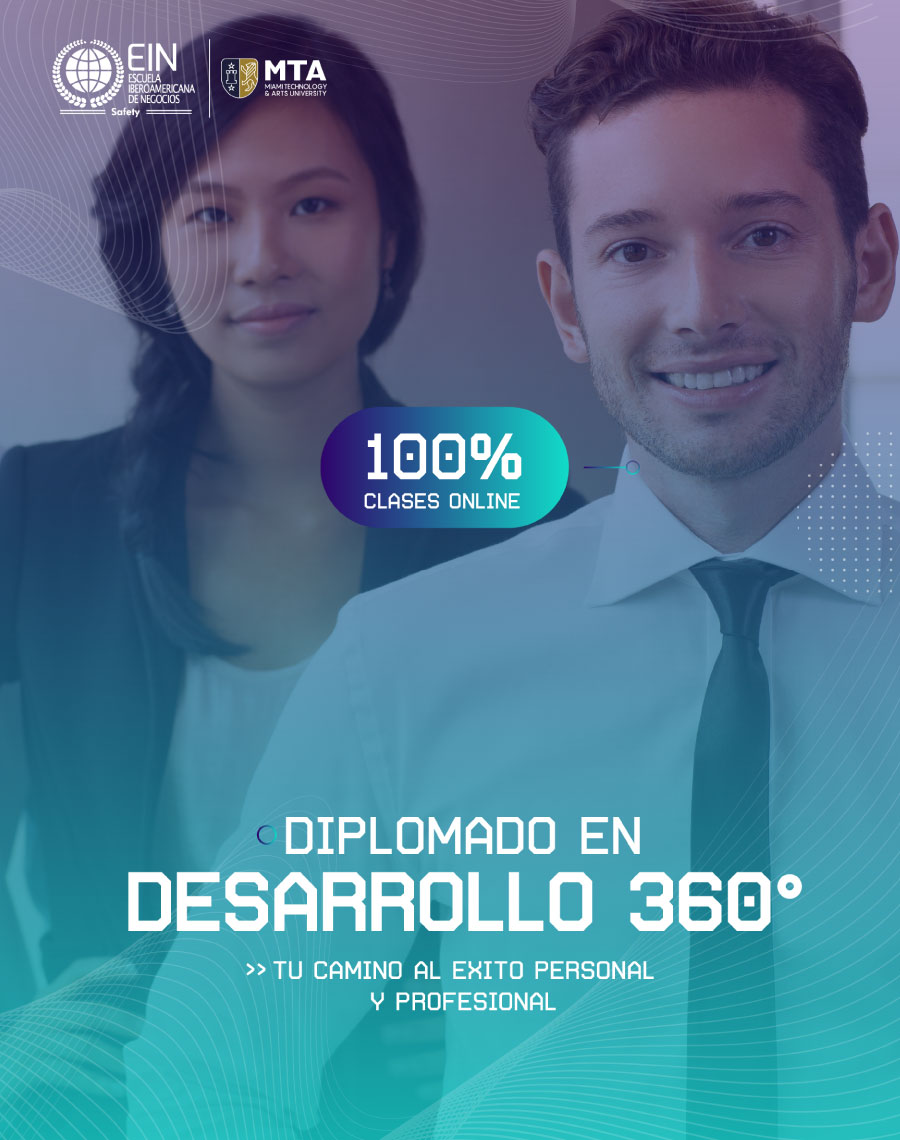 EIN
ESCUELA
IBEROAMERICANA
DE NEGOCIOS
Safety
MTA
MIAMI TECHNOLOGY
& ARTS UNIVERSITY
100%
CLASES ONLINE
DIPLOMADO EN
DESARROLLO 360°
>> TU CAMINO AL EXITO PERSONAL
Y PROFESIONAL